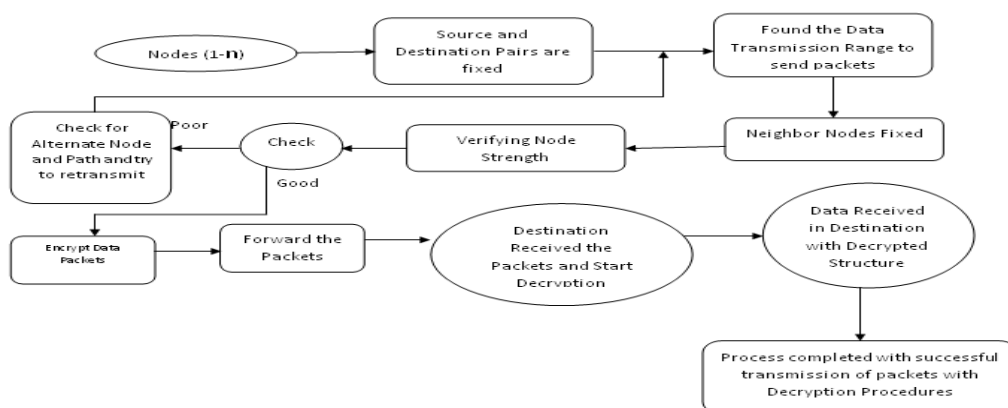 Nodes (1-n)
Source and
Destination Pairs are
fixed
Found the Data
Transmission Range to
send packets
Check for
Alternate Node
and Path andtry
to retransmit
Poor
Check
Good
Verifying Node
Strength
Neighbor Nodes Fixed
Encrypt Data
Packets
Forward the
Packets
Destination
Received the
Packets and Start
Decryption
Data Received
in Destination
with Decrypted
Structure
Process completed with successful
transmission of packets with
Decryption Procedures